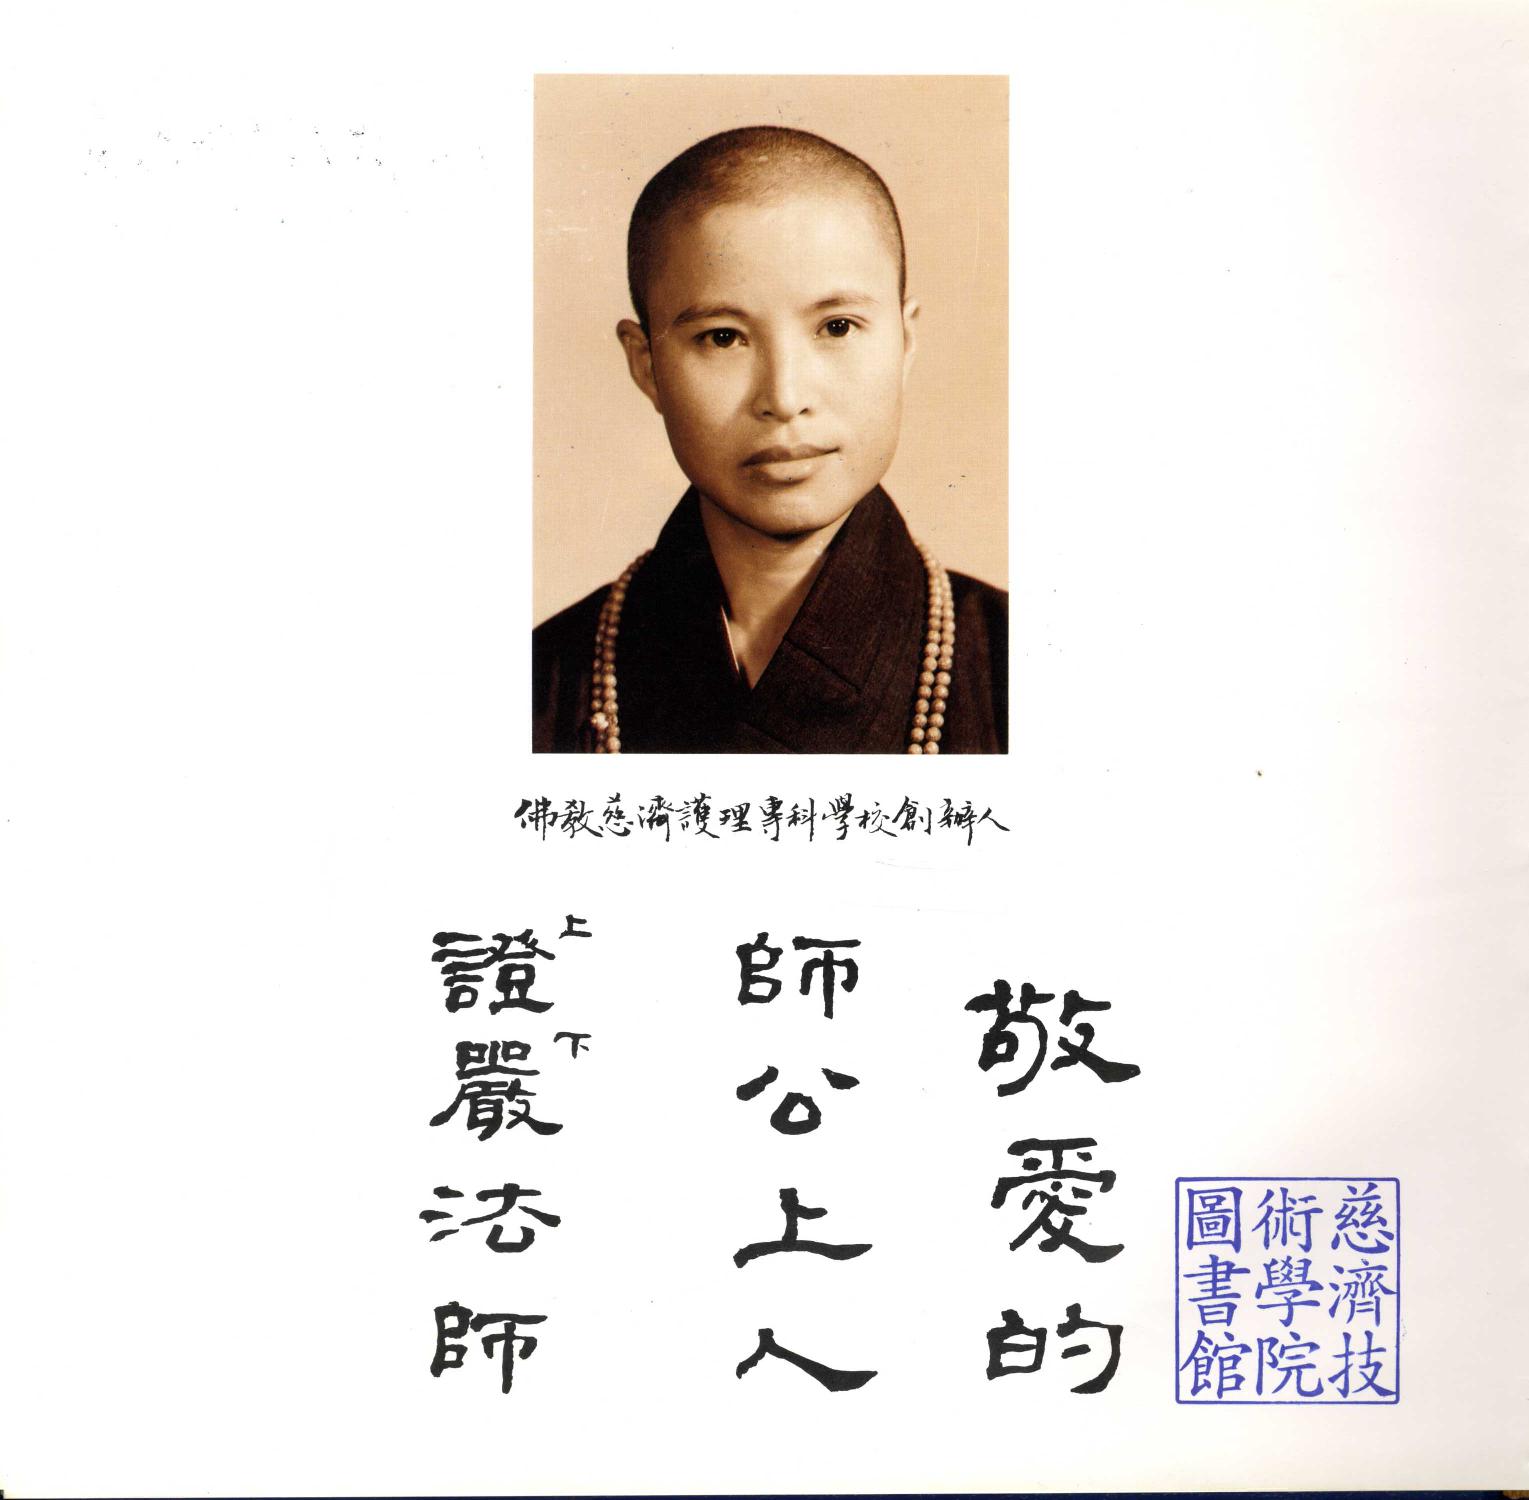 佛教慈濟護理專科學校創辦人
敬愛的
師公上人
上證下嚴法師
慈濟技
術學院
圖書館